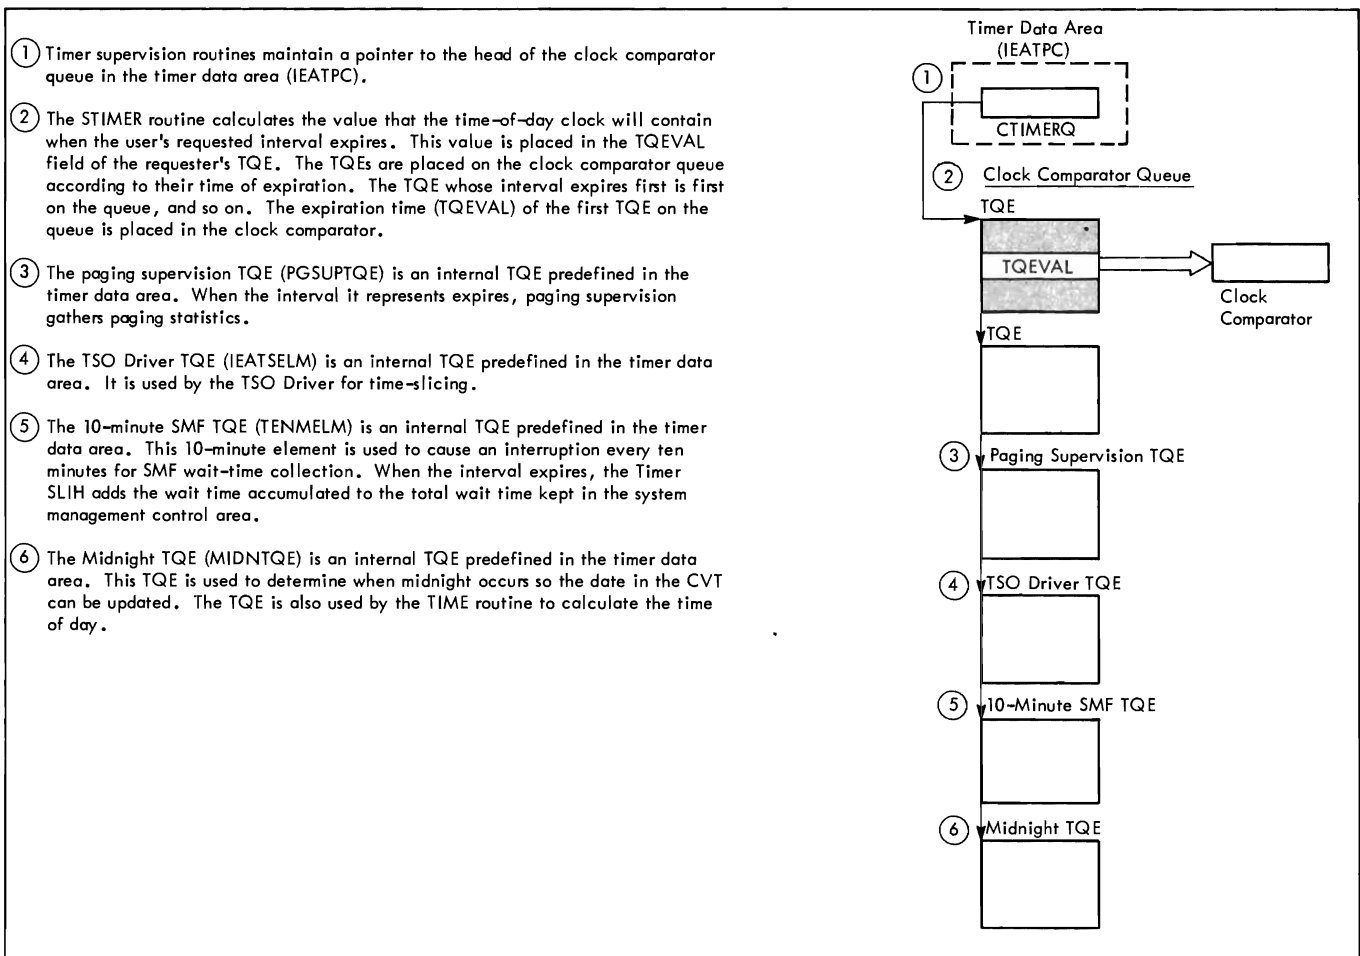 1 Timer supervision routines maintain a pointer to the head of the clock comparator
queue in the timer data area (IEATPC).
2 The STIMER routine calculates the value that the time-of-day clock will contain
when the user's requested interval expires. This value is placed in the TQEVAL
field of the requester's TQE. The TQEs are placed on the clock comparator queue
according to their time of expiration. The TQE whose interval expires first is first
on the queue, and so on. The expiration time (TQEVAL) of the first TQE on the
queue is placed in the clock comparator.
3 The paging supervision TQE (PGSUPTQE) is an internal TQE predefined in the
timer data area. When the interval it represents expires, paging supervision
gathers paging statistics.
4 The TSO Driver TQE (IEATSELM) is an internal TQE predefined in the timer data
area. It is used by the TSO Driver for time-slicing.
5 The 10-minute SMF TQE (TENMELM) is an internal TQE predefined in the timer
data area. This 10-minute element is used to cause an interruption every ten
minutes for SMF wait-time collection. When the interval expires, the Timer
SLIH adds the wait time accumulated to the total wait time kept in the system
management control area.
6 The Midnight TQE (MIDNTQE) is an internal TQE predefined in the timer data
area. This TQE is used to determine when midnight occurs so the date in the CVT
can be updated. The TQE is also used by the TIME routine to calculate the time
of day.
Timer Data Area
(IEATPC)
1
CTIMERQ
2 Clock Comparator Queue
TQE
TQEVAL
Clock
Comparator
TQE
3 Paging Supervision TQE
4 TSO Driver TQE
5 10-Minute SMF TQE
6 Midnight TQE